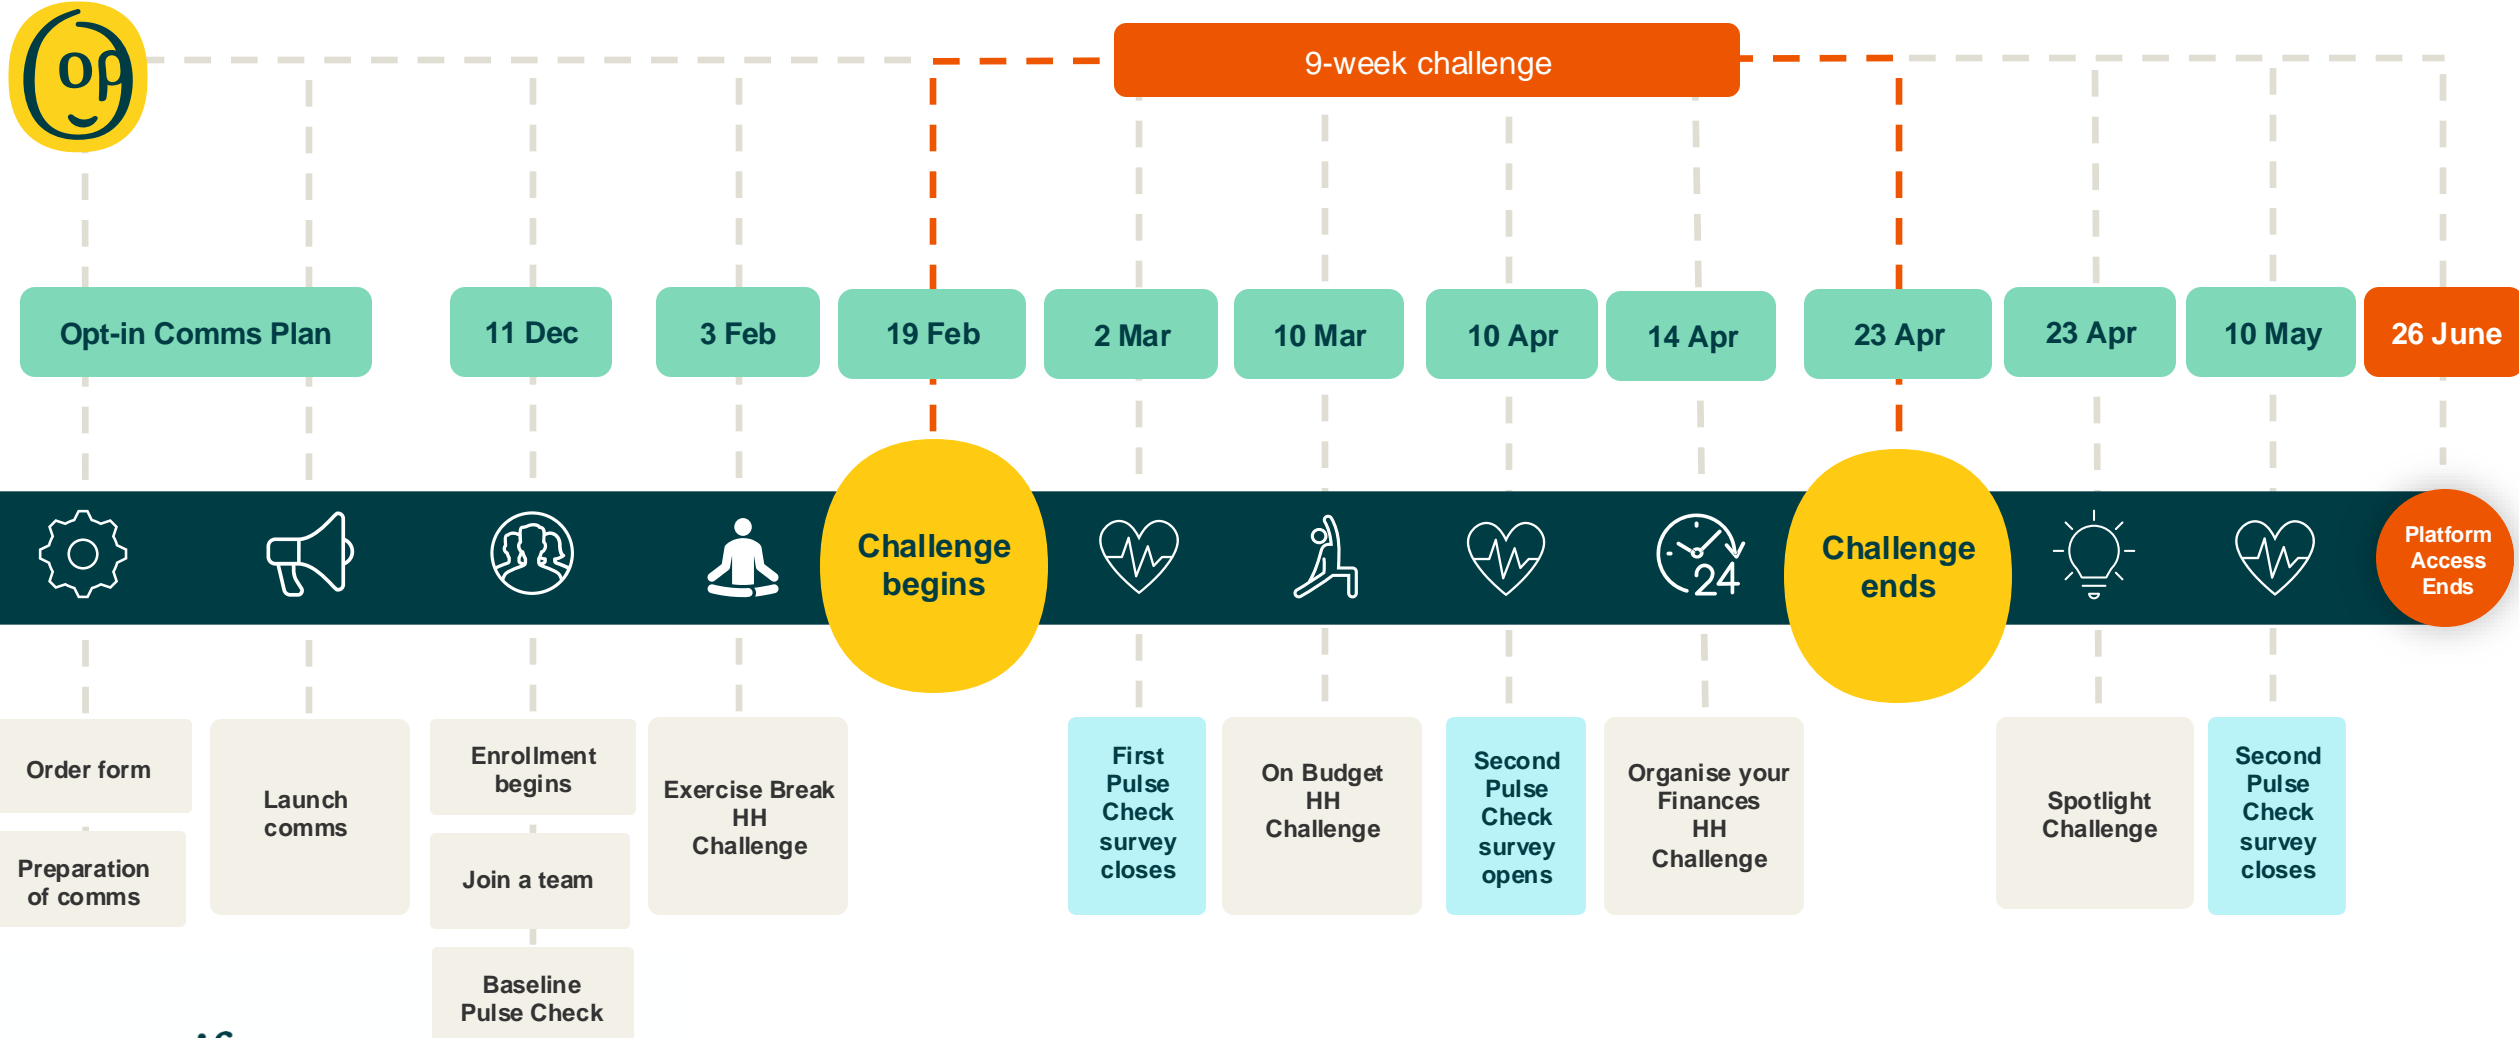 op
9-week challenge
Opt-in Comms Plan
11 Dec
3 Feb
19 Feb
2 Mar
10 Mar
10 Apr
14 Apr
23 Apr
23 Apr
10 May
26 June
Challenge
begins
24
Challenge
ends
Platform
Access
Ends
Order form
Preparation
of comms
Launch
comms
Enrollment
begins
Join a team
Baseline
Pulse Check
Exercise Break
HH
Challenge
First
Pulse
Check
survey
closes
On Budget
HH
Challenge
Second
Pulse
Check
survey
opens
Organise your
Finances
HH
Challenge
Spotlight
Challenge
Second
Pulse
Check
survey
closes